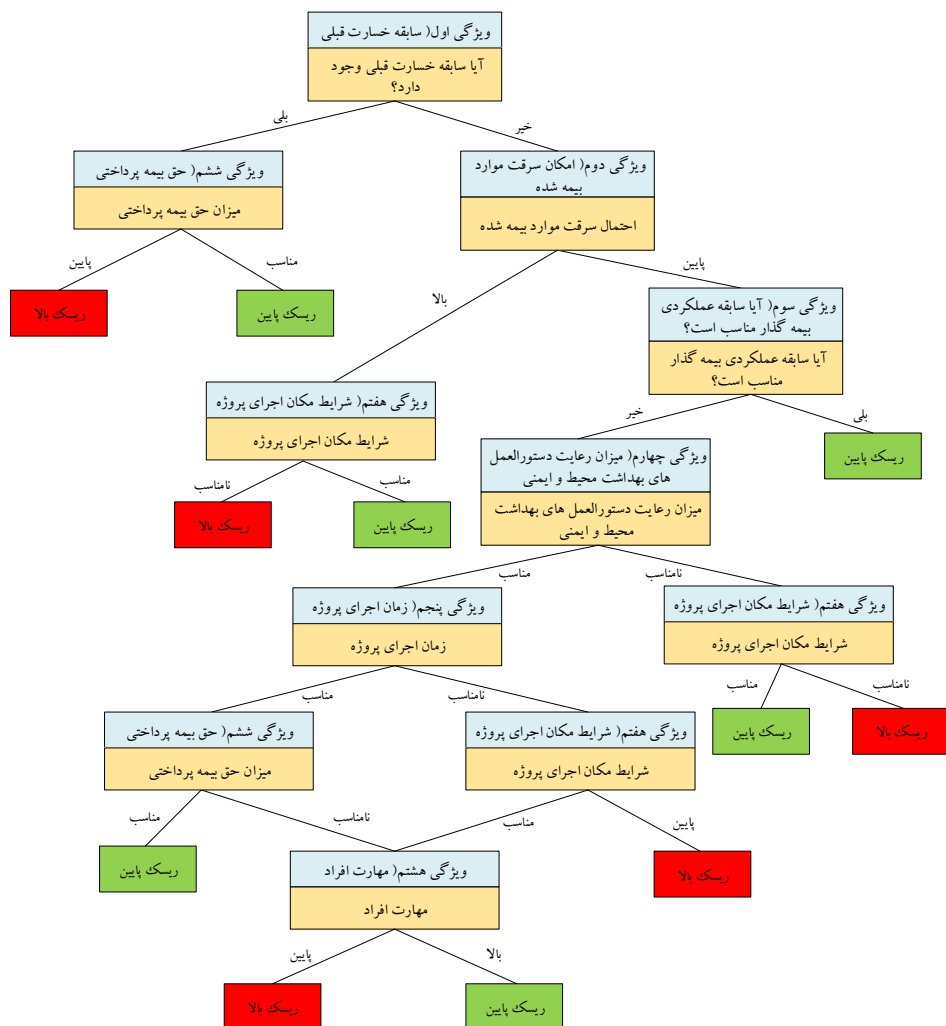 ویژگی اول( سابقه خسارت قبلی
آیا سابقه خسارت قبلی وجود
دارد؟
بلی
خیر
ویژگی ششم( حق بیمه پرداختی
میزان حق بیمه پرداختی
ویژگی دوم( امکان سرقت موارد
بیمه شده
احتمال سرقت موارد بیمه شده
پایین
مناسب
ریسک بالا
ریسک پایین
بالا
پایین
ویژگی سوم( آیا سابقه عملکردی
بیمه گذار مناسب است؟
آیا سابقه عملکردی بیمه گذار
مناسب است؟
ویژگی هفتم( شرایط مکان اجرای پروژه
شرایط مکان اجرای پروژه
خیر
بلی
ریسک پایین
نامناسب
مناسب
ریسک بالا
ریسک پایین
ویژگی چهارم( میزان رعایت دستورالعمل
های بهداشت محیط و ایمنی
میزان رعایت دستورالعمل های بهداشت
محیط و ایمنی
مناسب
نامناسب
ویژگی پنجم( زمان اجرای پروژه
زمان اجرای پروژه
ویژگی هفتم( شرایط مکان اجرای پروژه
شرایط مکان اجرای پروژه
مناسب
نامناسب
مناسب
نامناسب
ریسک پایین
ریسک بالا
ویژگی ششم( حق بیمه پرداختی
میزان حق بیمه پرداختی
ویژگی هفتم( شرایط مکان اجرای پروژه
شرایط مکان اجرای پروژه
مناسب
نامناسب
مناسب
پایین
ریسک پایین
ریسک بالا
ویژگی هشتم( مهارت افراد
مهارت افراد
پایین
بالا
ریسک بالا
ریسک پایین